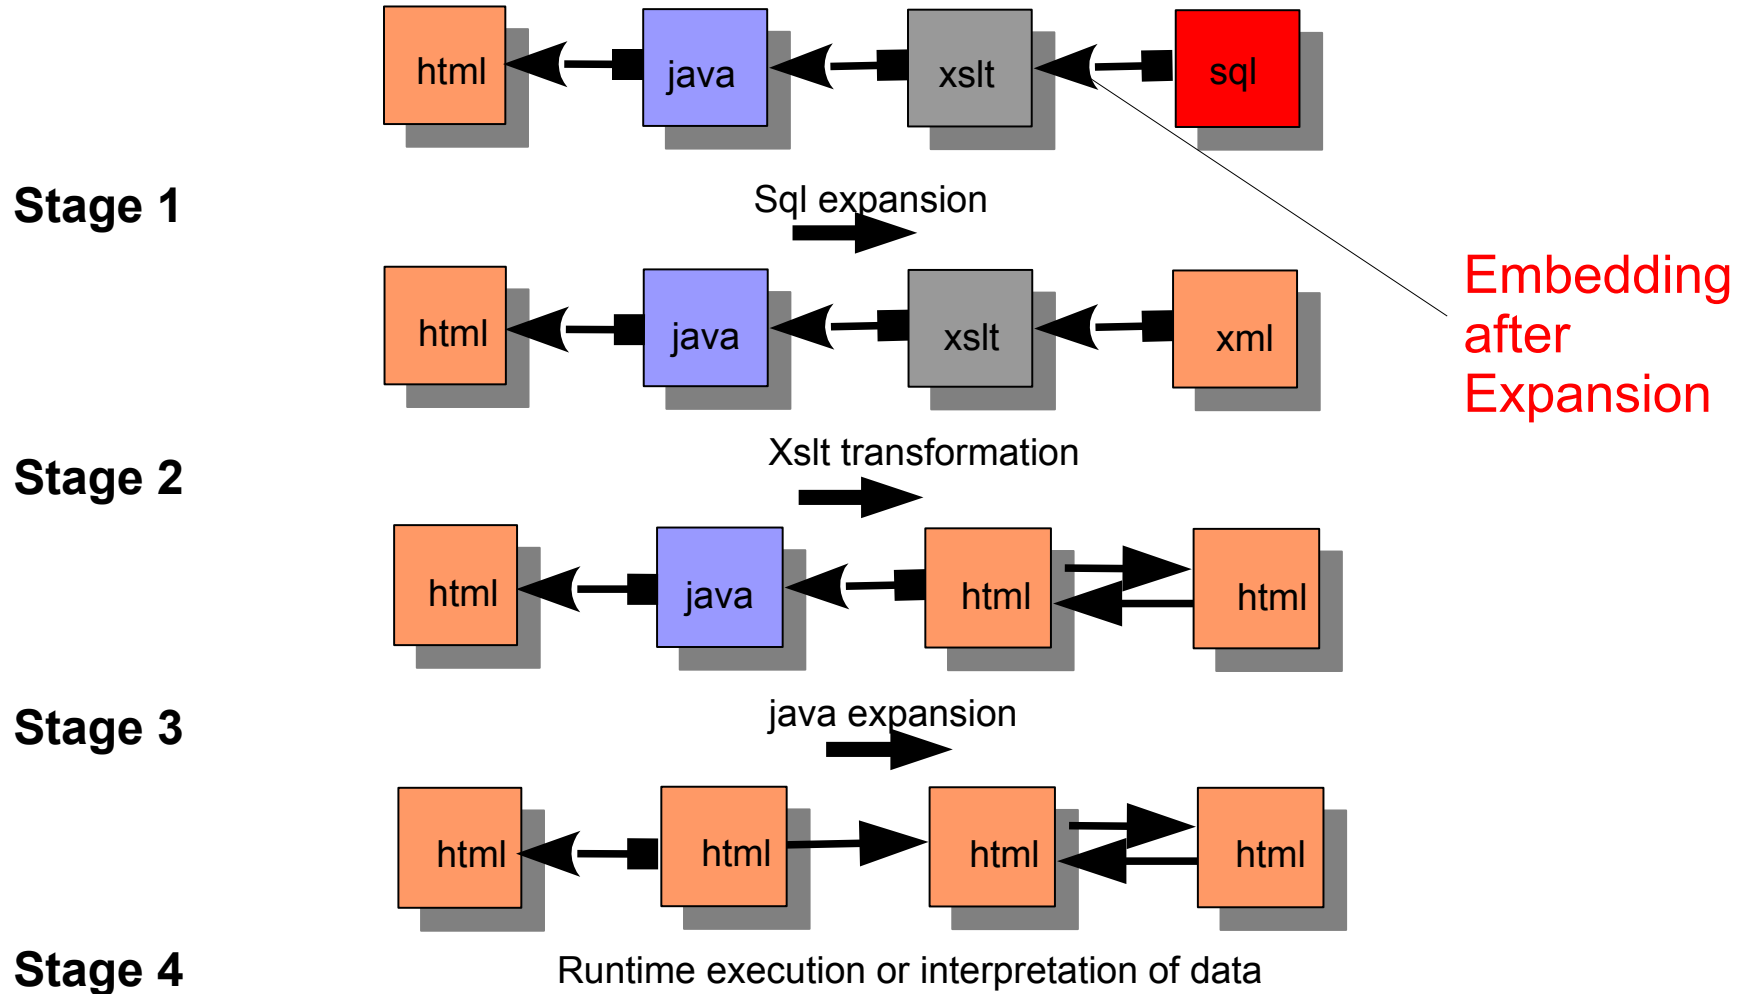 html java xslt sql
Stage 1
Sql expansion
Embedding
after
Expansion
html java xslt xml
Stage 2
Xslt transformation
html java html html
Stage 3
java expansion
html html html html
Stage 4
Runtime execution or interpretation of data